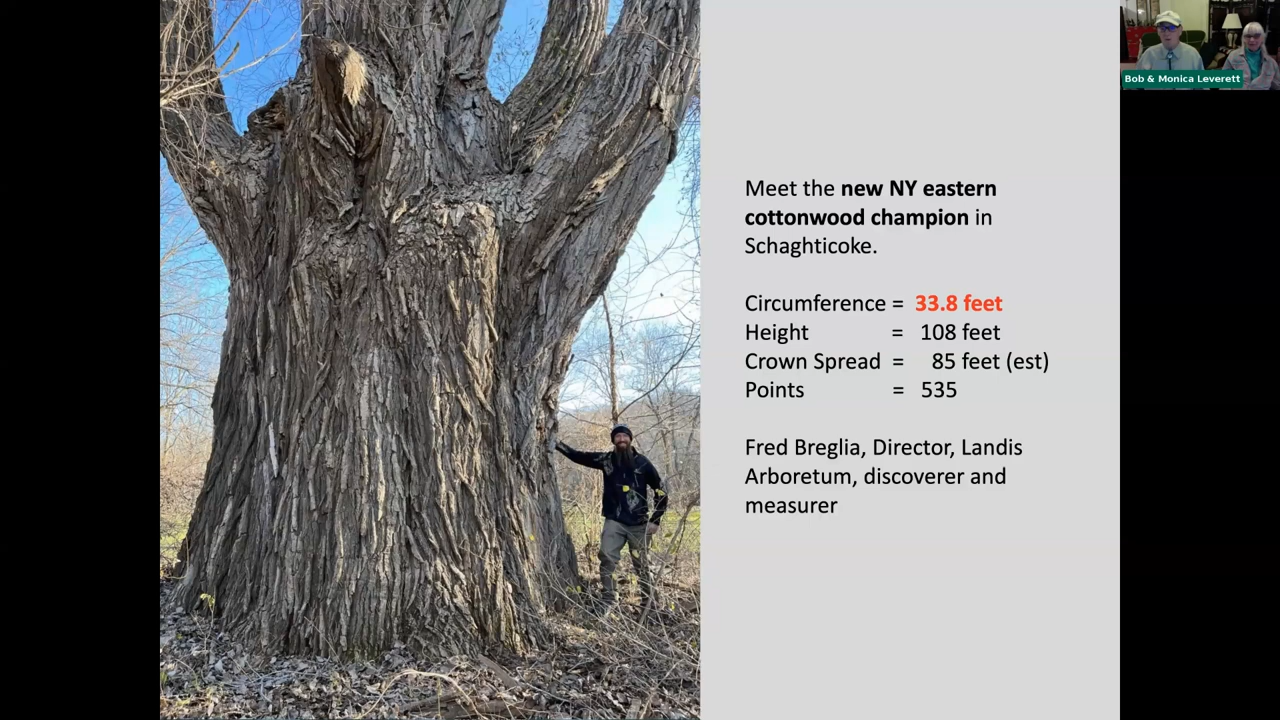 Bob & Monica Leverett
Meet the new NY eastern
cottonwood champion in
Schaghticoke.
Circumference = 33.8 feet
Height = 108 feet
Crown Spread = 85 feet (est)
Points = 535
Fred Breglia, Director, Landis
Arboretum, discoverer and
measurer